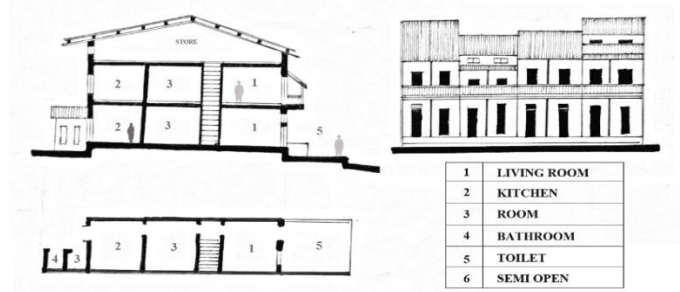 STORE
2 3 1
2 3 1 5
2 3 1 5
4 3
1 LIVING ROOM
2 KITCHEN
3 ROOM
4 BATHROOM
5 TOILET
6 SEMI OPEN